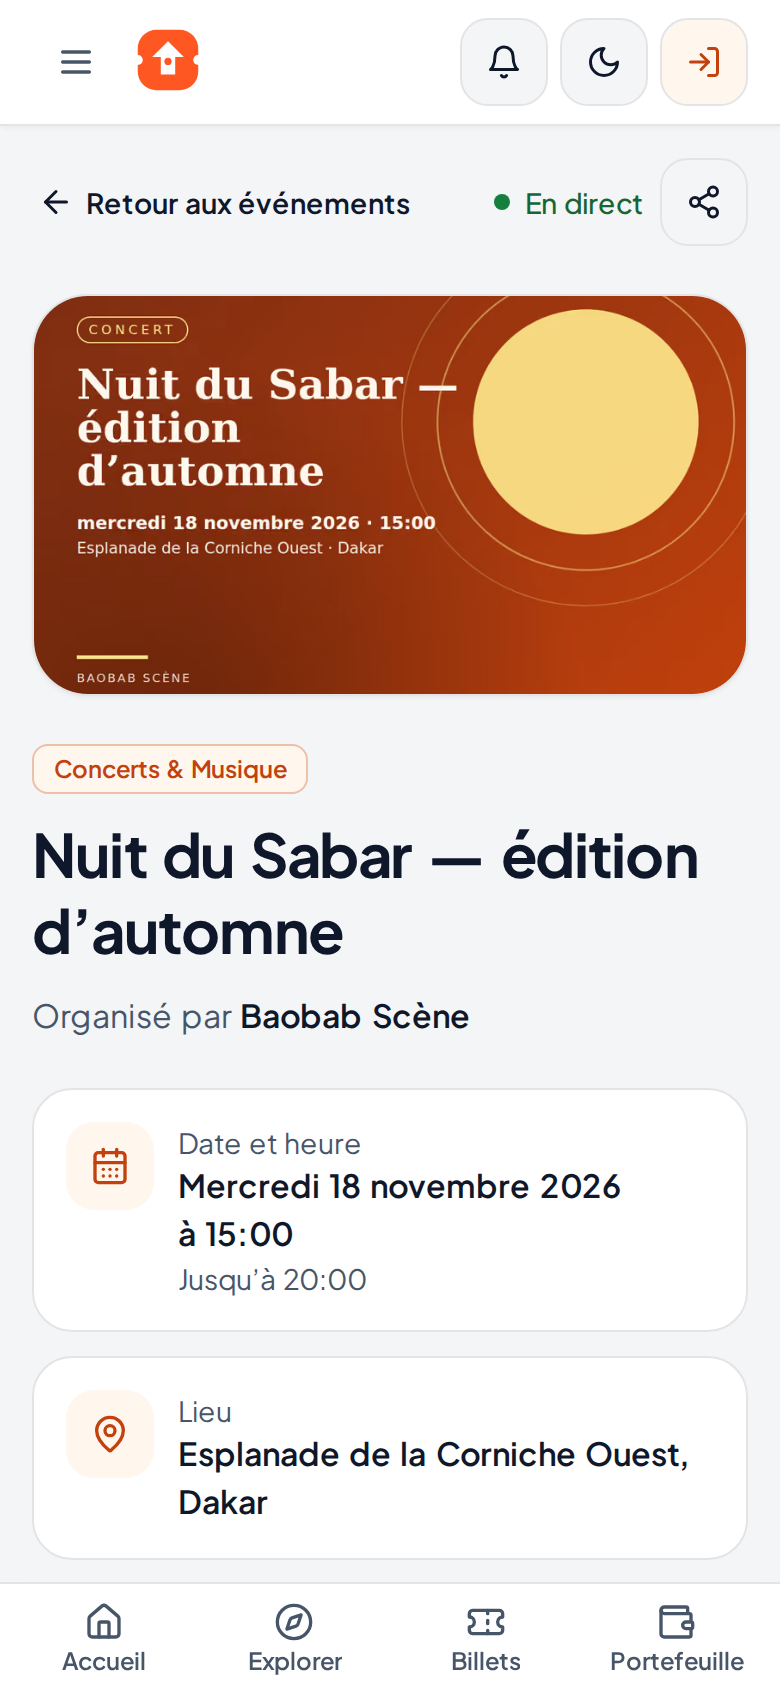 Retour aux événements
En direct
CONCERT
Nuit du Sabar —
édition
d’automne
mercredi 18 novembre 2026 · 15:00
Esplanade de la Corniche Ouest · Dakar
BAOBAB SCÈNE
Concerts & Musique
Nuit du Sabar — édition
d’automne
Organisé par Baobab Scène
Date et heure
Mercredi 18 novembre 2026
à 15:00
Jusqu’à 20:00
Lieu
Esplanade de la Corniche Ouest,
Dakar
Accueil
Explorer
Billets
Portefeuille